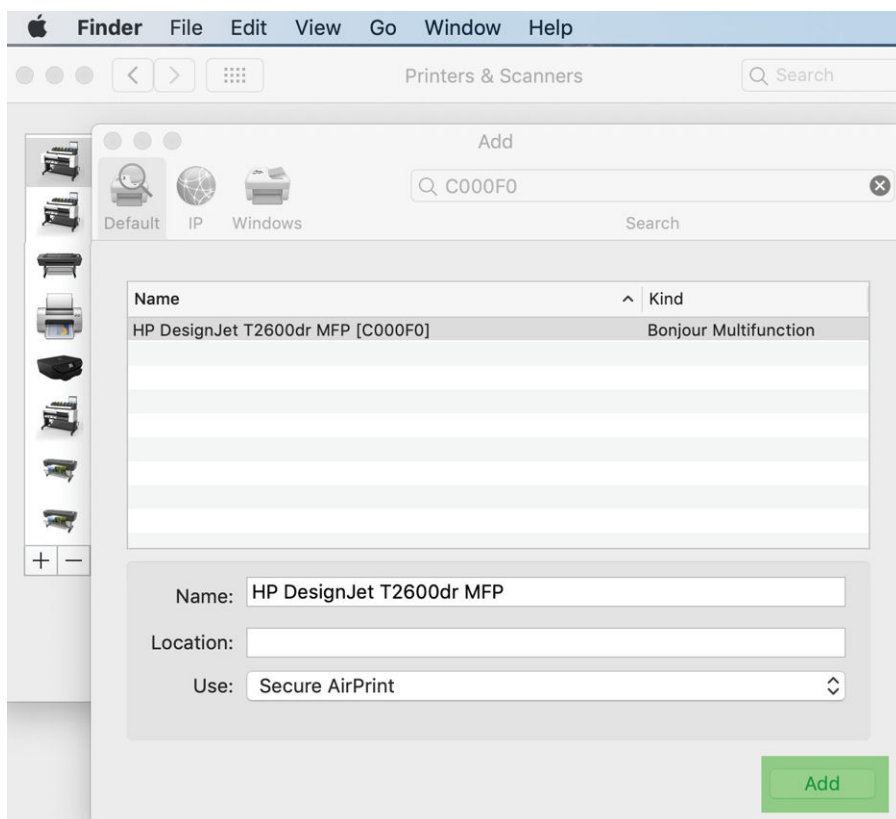 Finder File Edit View Go Window Help
Printers & Scanners Search
Add
C000F0
Default IP Windows Search
Name Kind
HP DesignJet T2600dr MFP [C000F0] Bonjour Multifunction
+ −
Name: HP DesignJet T2600dr MFP
Location:
Use: Secure AirPrint
Add